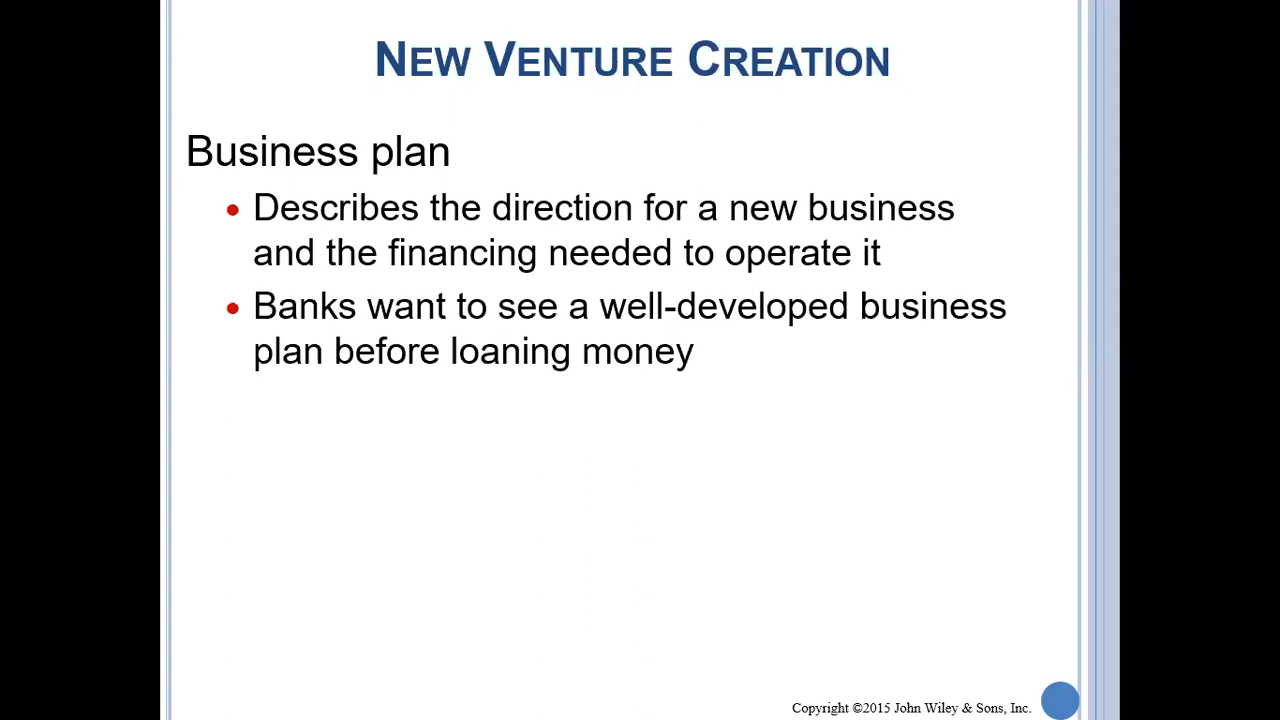 NEW VENTURE CREATION
Business plan
• Describes the direction for a new business
and the financing needed to operate it
• Banks want to see a well-developed business
plan before loaning money
Copyright ©2015 John Wiley & Sons, Inc.